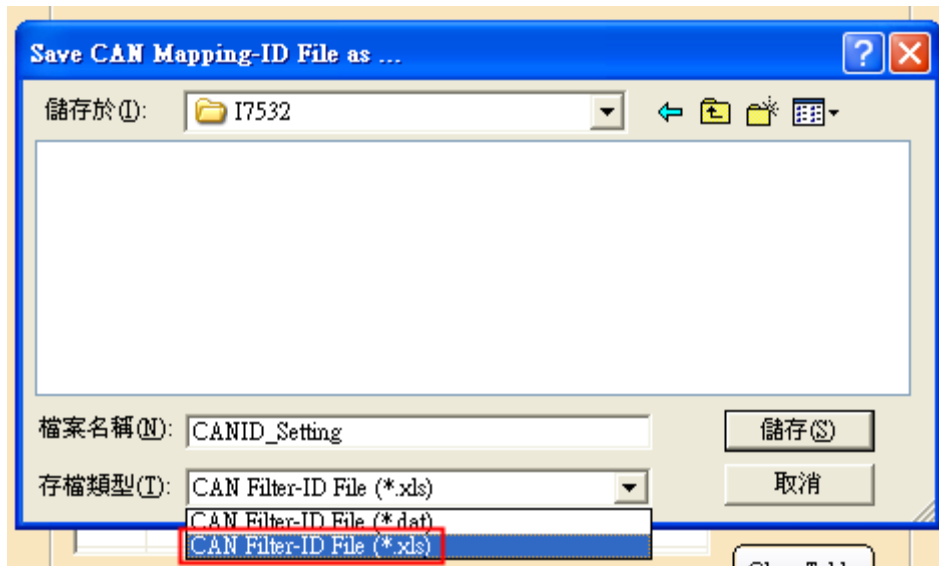 Save CAN Mapping-ID File as ...
儲存於(I): I7532
檔案名稱(N): CANID_Setting 儲存(S)
存檔類型(T): CAN Filter-ID File (*.xls) 取消
CAN Filter-ID File (*.dat)
CAN Filter-ID File (*.xls)